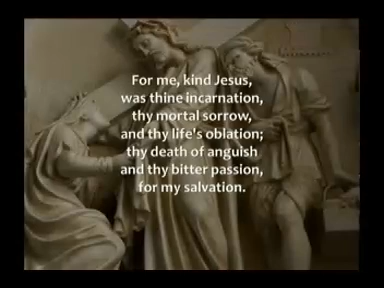 For me, kind Jesus,
was thine incarnation,
thy mortal sorrow,
and thy life's oblation;
thy death of anguish
and thy bitter passion,
for my salvation.